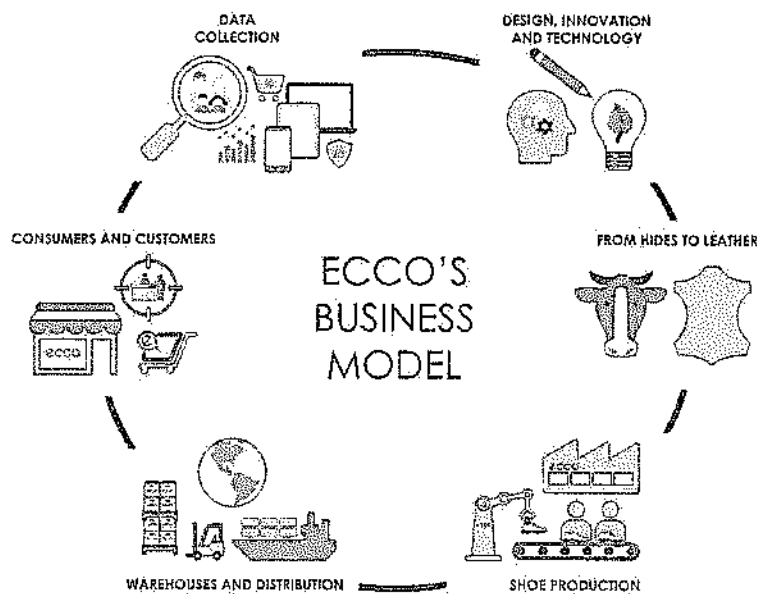 DATA
COLLECTION
DESIGN, INNOVATION
AND TECHNOLOGY
CONSUMERS AND CUSTOMERS
FROM HIDES TO LEATHER
ECCO'S
BUSINESS
MODEL
ecco
ecco
WAREHOUSES AND DISTRIBUTION
SHOE PRODUCTION